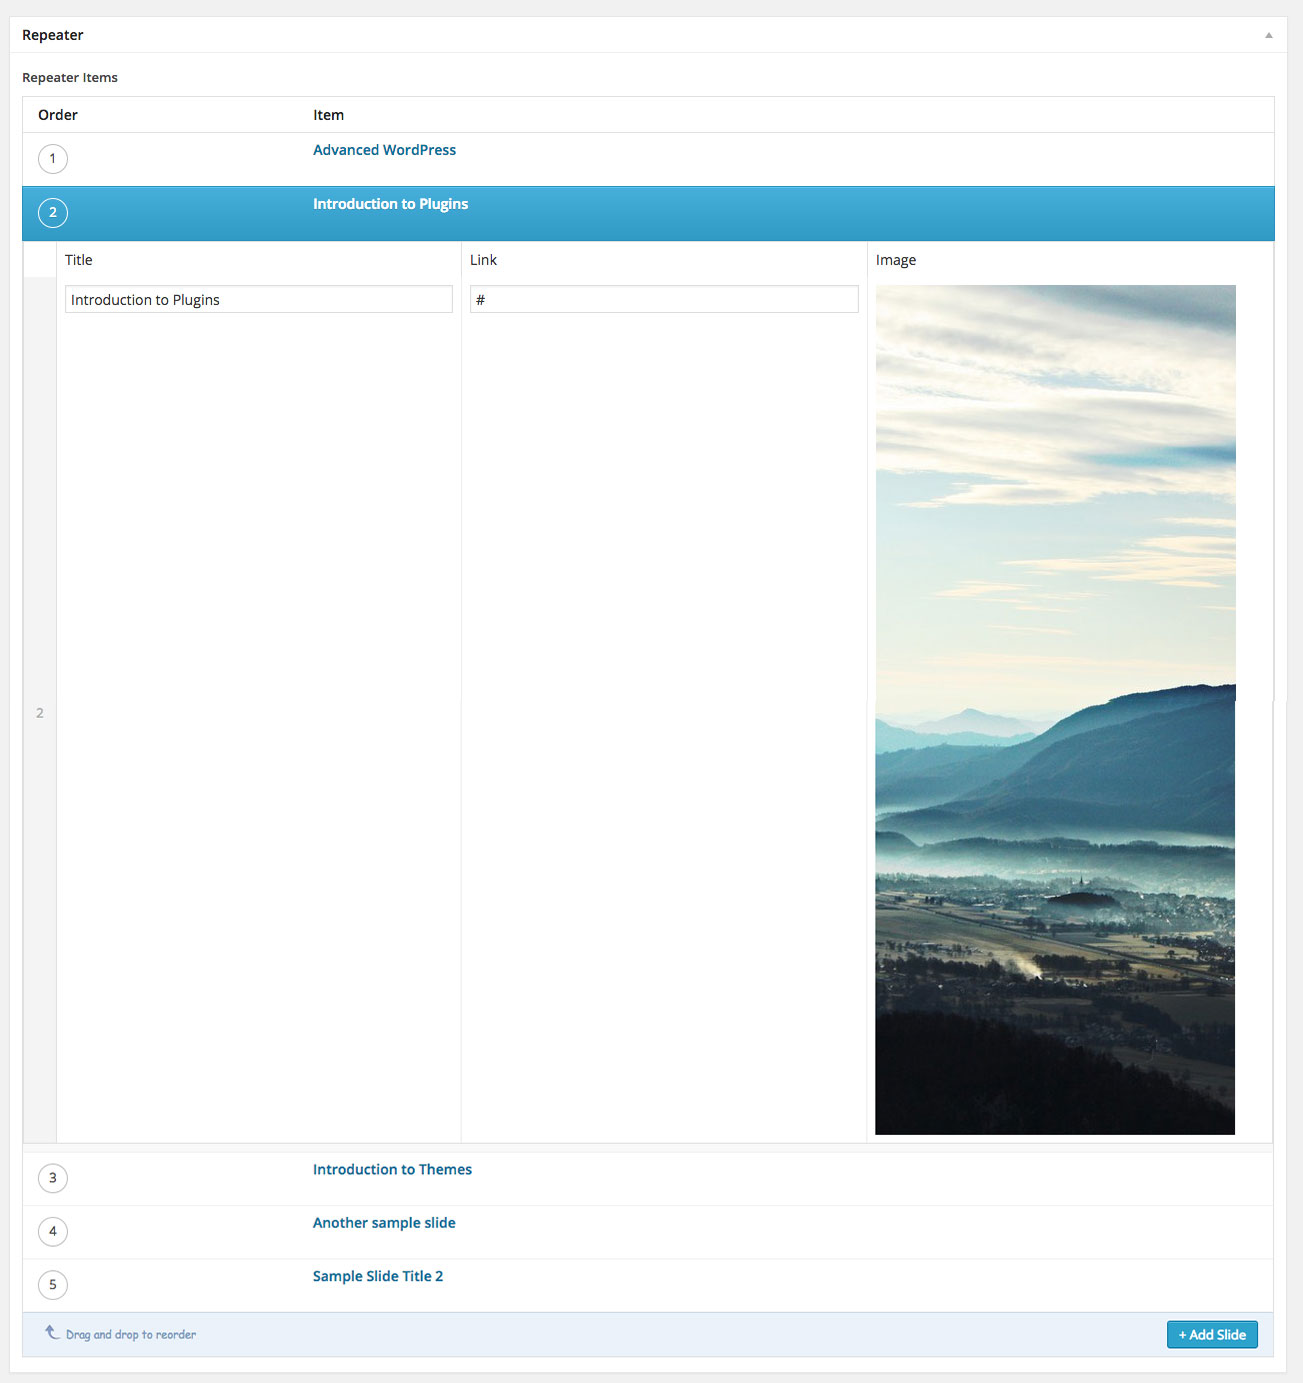 Repeater
Repeater Items
Order Item
1 Advanced WordPress
2 Introduction to Plugins
Title Link Image
Introduction to Plugins #
2
3 Introduction to Themes
4 Another sample slide
5 Sample Slide Title 2
Drag and drop to reorder + Add Slide